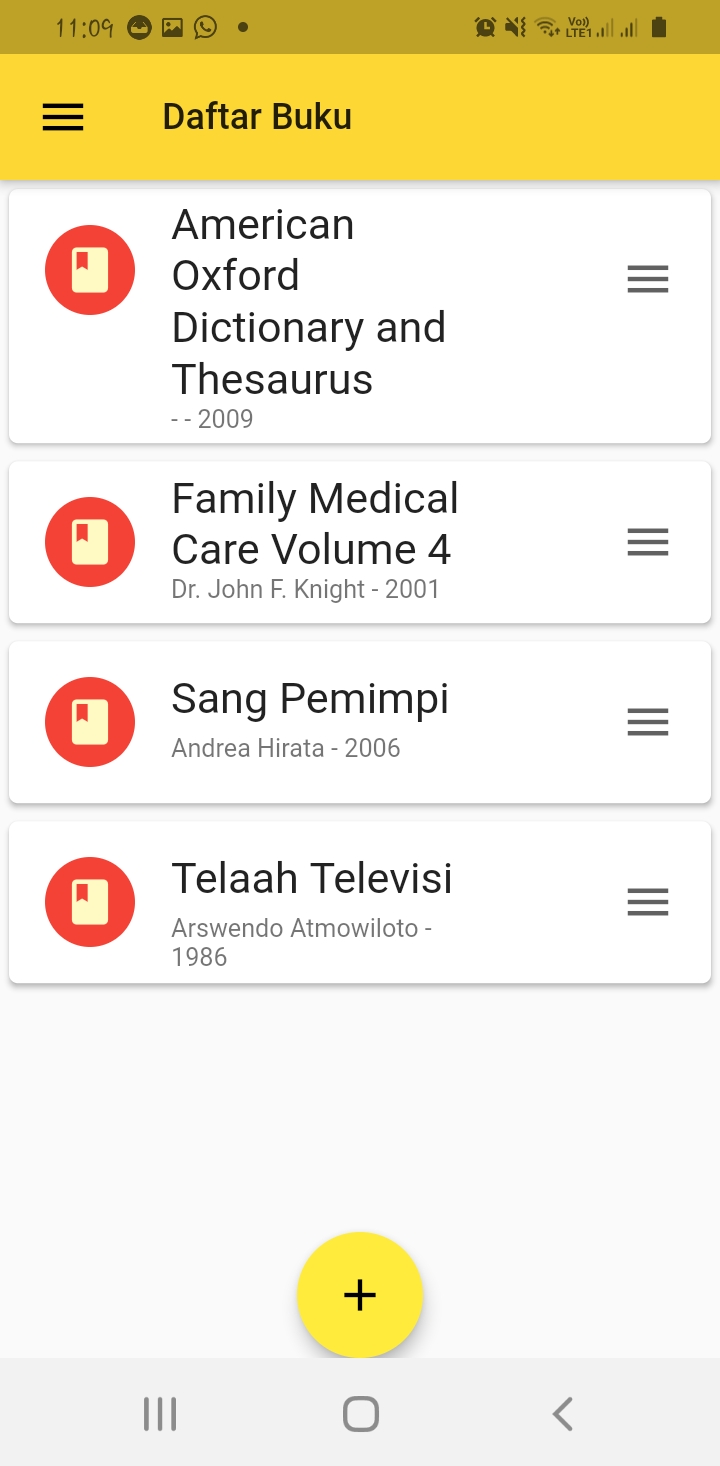 11:09
Vo))
LTE1
Daftar Buku
American
Oxford
Dictionary and
Thesaurus
- - 2009
Family Medical
Care Volume 4
Dr. John F. Knight - 2001
Sang Pemimpi
Andrea Hirata - 2006
Telaah Televisi
Arswendo Atmowiloto -
1986